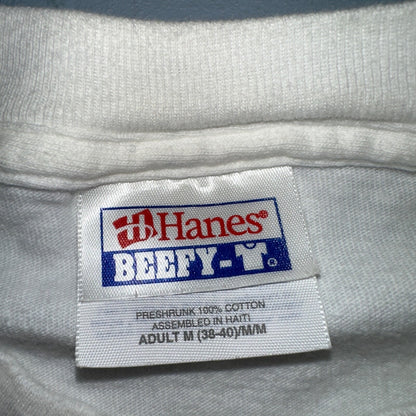 H Hanes®
BEEFY-T®
PRESHRUNK 100% COTTON
ASSEMBLED IN HAITI
ADULT M (38-40)/M/M